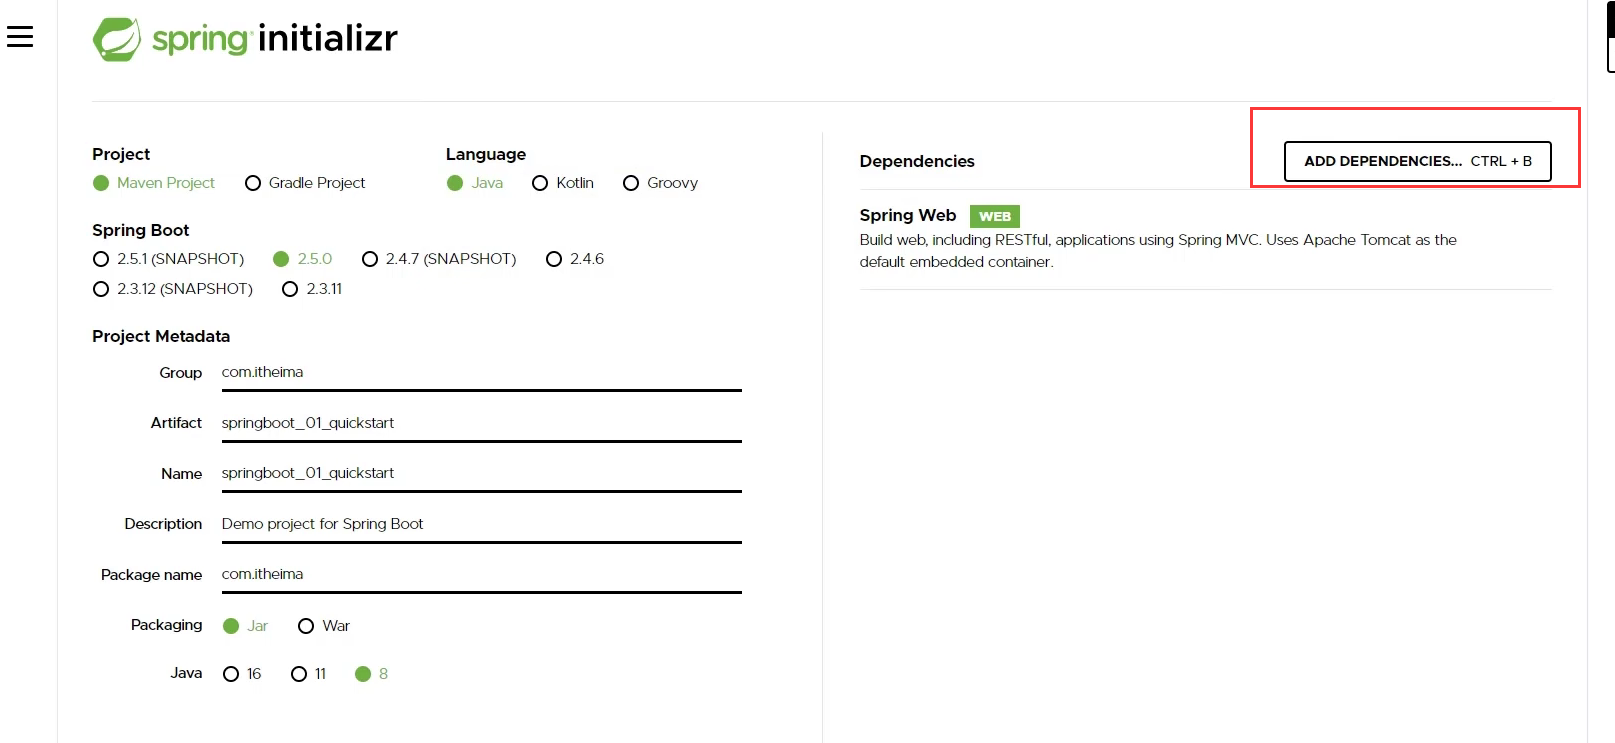 spring initializr
Project
Maven Project Gradle Project
Language
Java Kotlin Groovy
Spring Boot
2.5.1 (SNAPSHOT) 2.5.0 2.4.7 (SNAPSHOT) 2.4.6
2.3.12 (SNAPSHOT) 2.3.11
Project Metadata
Group com.itheima
Artifact springboot_01_quickstart
Name springboot_01_quickstart
Description Demo project for Spring Boot
Package name com.itheima
Packaging Jar War
Java 16 11 8
Dependencies ADD DEPENDENCIES... CTRL + B
Spring Web WEB
Build web, including RESTful, applications using Spring MVC. Uses Apache Tomcat as the
default embedded container.